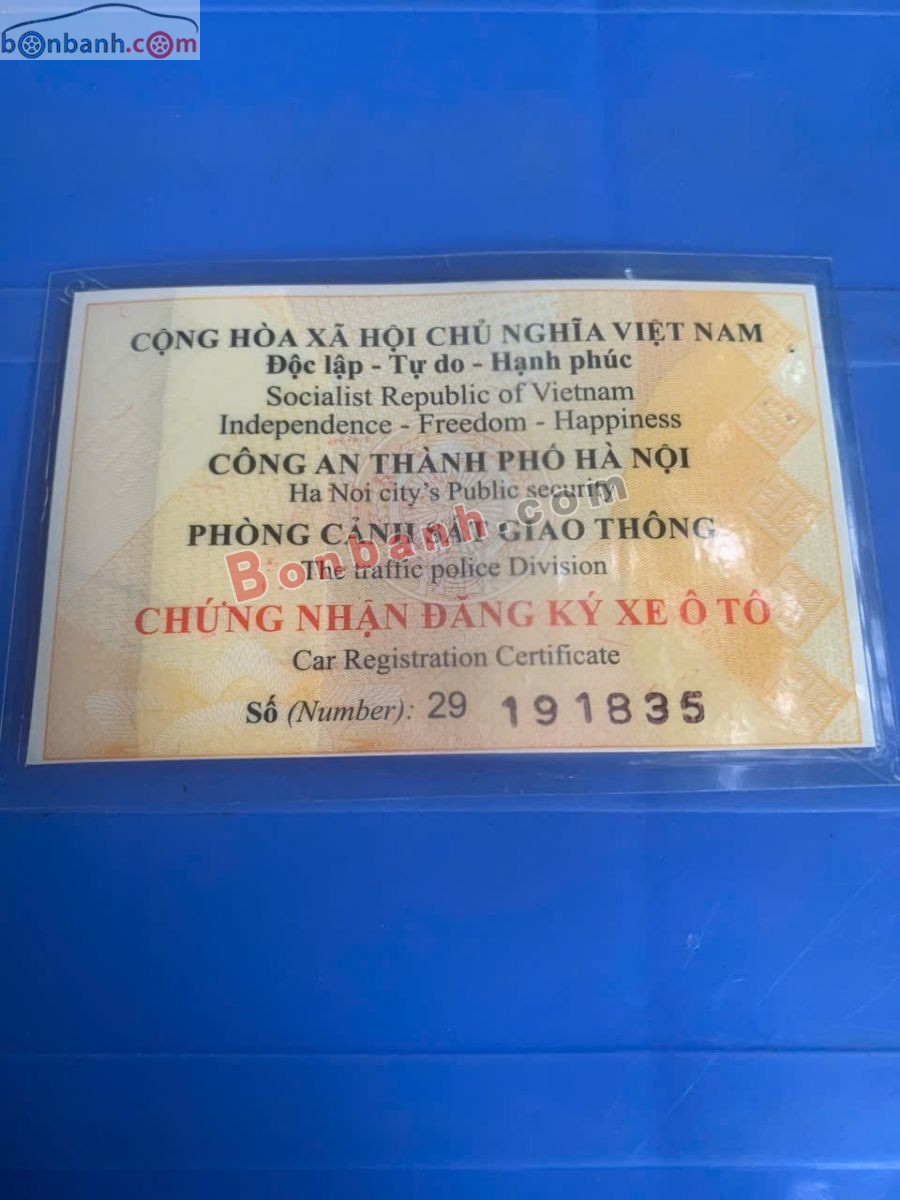 bonbanh.com
CỘNG HÒA XÃ HỘI CHỦ NGHĨA VIỆT NAM
Độc lập - Tự do - Hạnh phúc
Socialist Republic of Vietnam
Independence - Freedom - Happiness
CÔNG AN THÀNH PHỐ HÀ NỘI
Ha Noi city's Public security
PHÒNG CẢNH SÁT GIAO THÔNG
Bonbanh.com
The traffic police Division
CHỨNG NHẬN ĐĂNG KÝ XE Ô TÔ
Car Registration Certificate
Số (Number): 29 191835